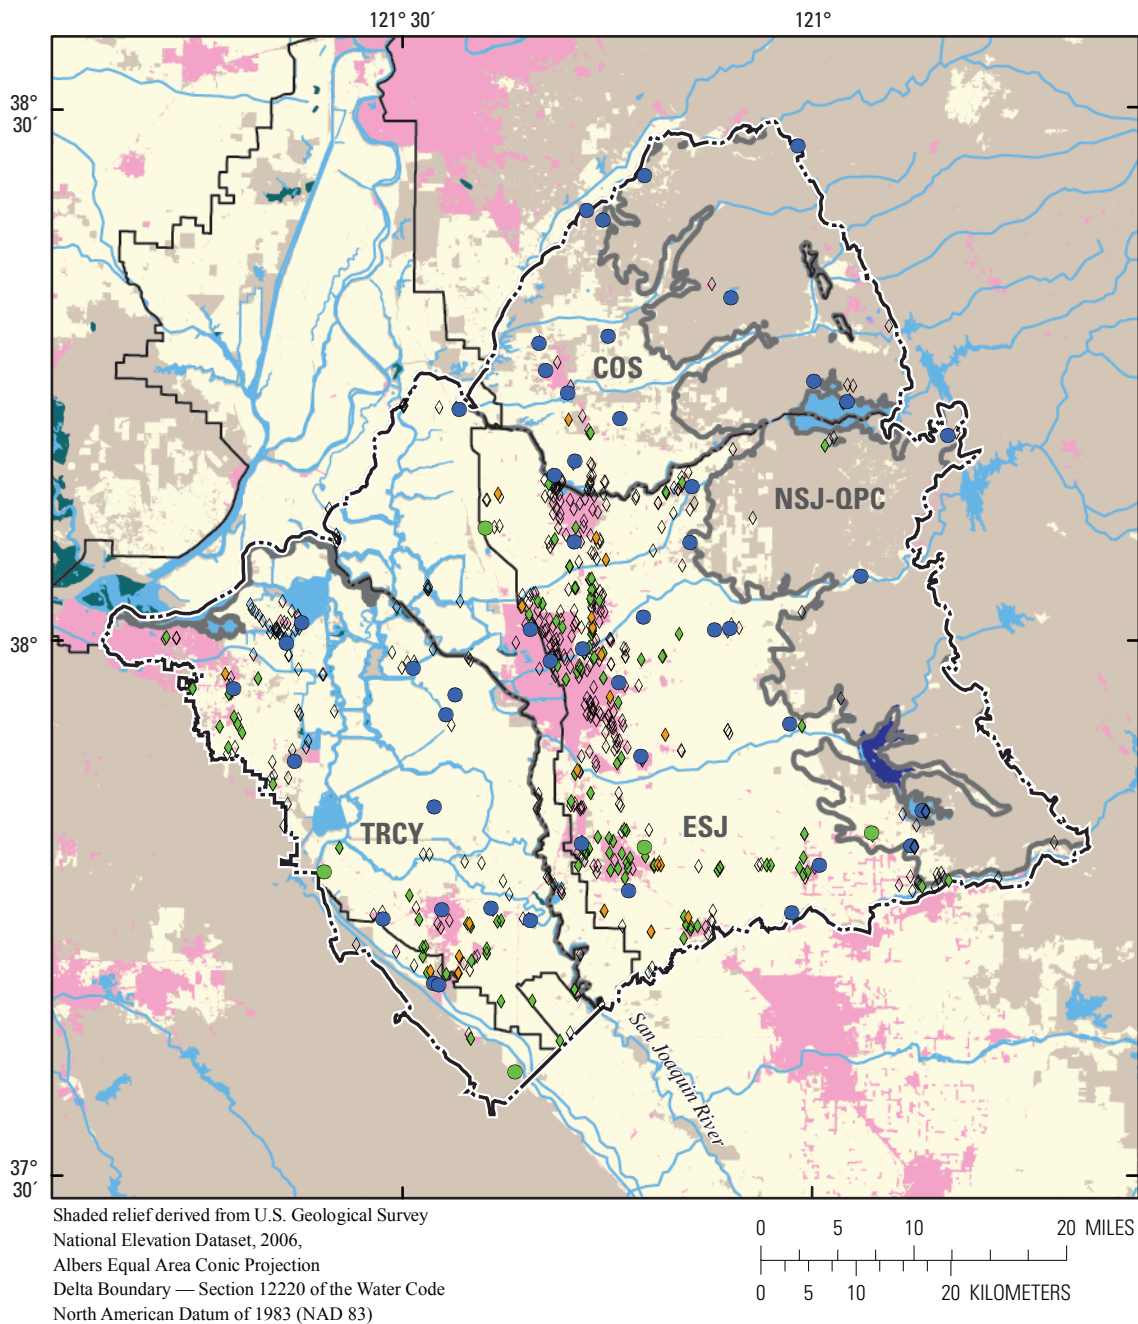 121° 30´ 121°
38°
30´
COS
NSJ-QPC
38°
TRCY
ESJ
San Joaquin River
37°
30´
Shaded relief derived from U.S. Geological Survey
National Elevation Dataset, 2006,
Albers Equal Area Conic Projection
Delta Boundary — Section 12220 of the Water Code
North American Datum of 1983 (NAD 83)
0 5 10 20 MILES
0 5 10 20 KILOMETERS